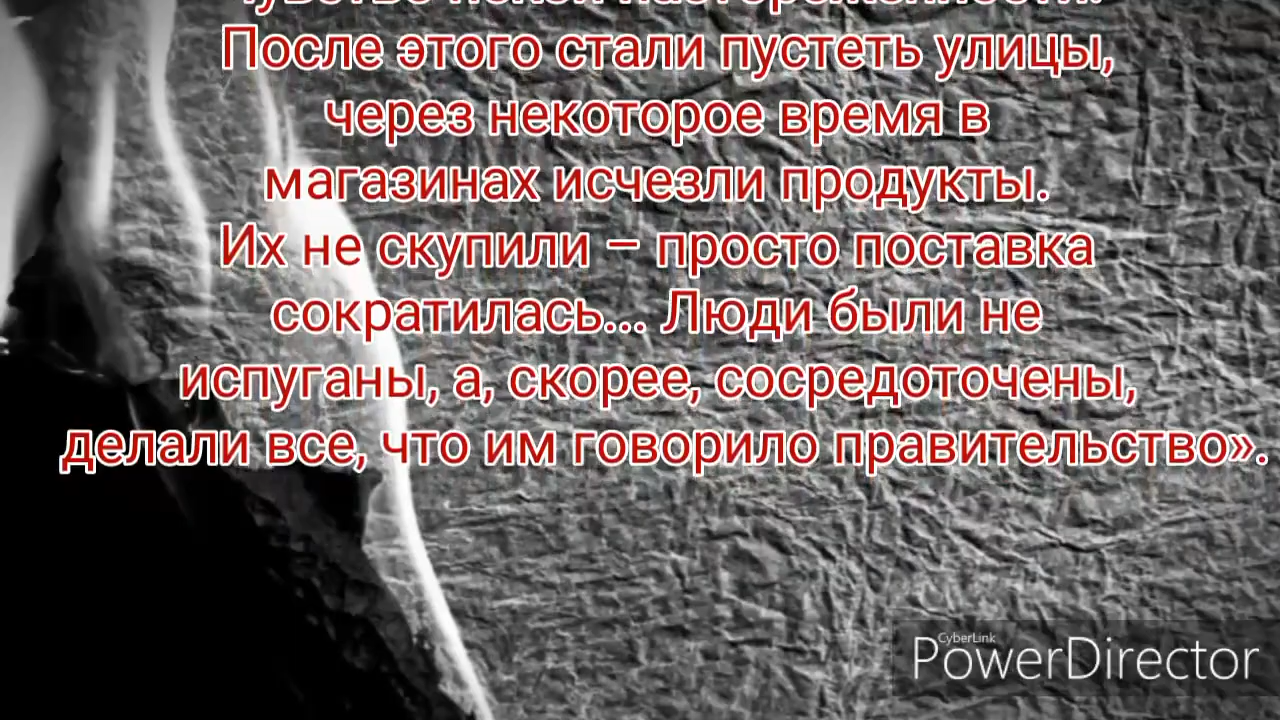 После этого стали пустеть улицы,
через некоторое время в
магазинах исчезли продукты.
Их не скупили – просто поставка
сократилась... Люди были не
испуганы, а, скорее, сосредоточены,
делали все, что им говорило правительство».
CyberLink
PowerDirector